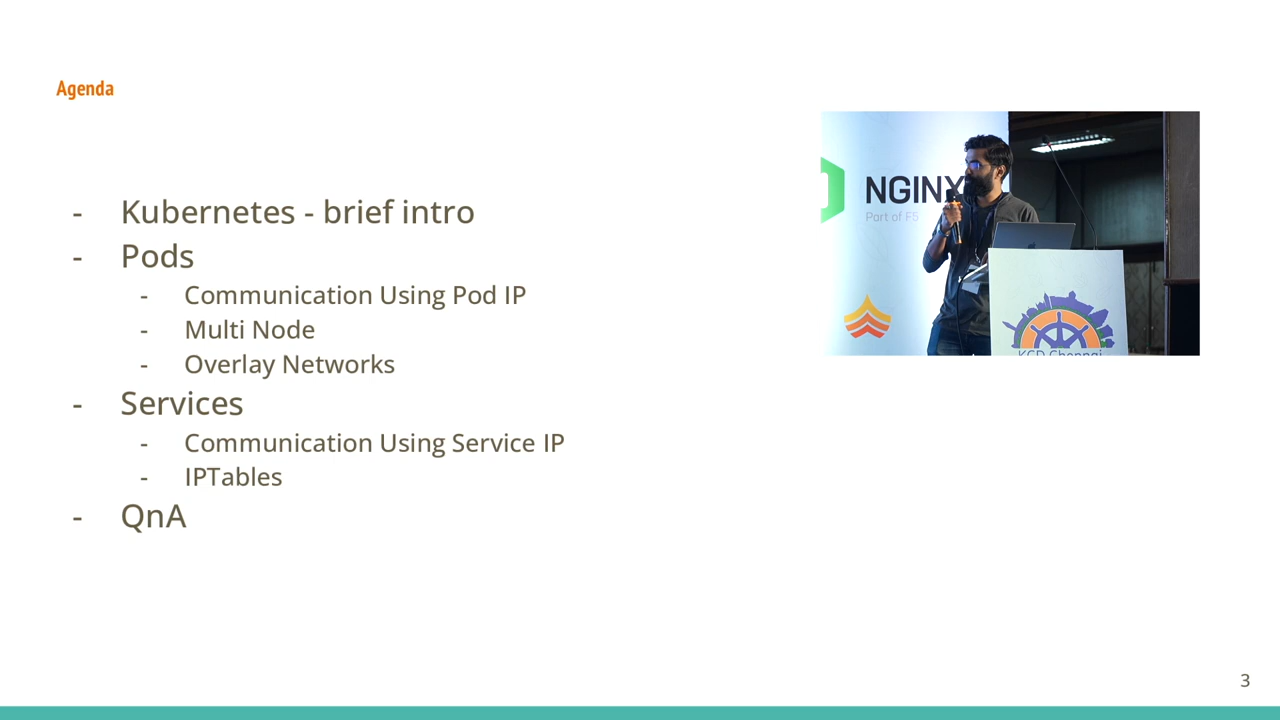 Agenda
- Kubernetes - brief intro
- Pods
- Communication Using Pod IP
- Multi Node
- Overlay Networks
- Services
- Communication Using Service IP
- IPTables
- QnA
NGINX
Part of F5
KCD Chennai
3